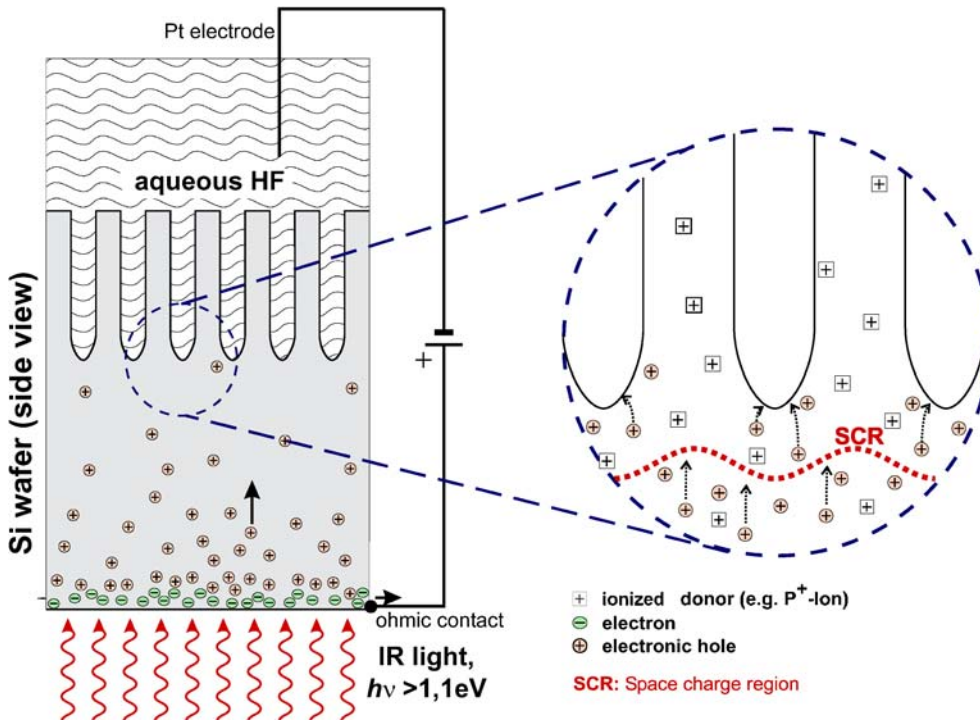 Pt electrode
aqueous HF
Si wafer (side view)
+
ohmic contact
IR light,
hν >1,1eV
SCR
ionized donor (e.g. P⁺-Ion)
electron
electronic hole
SCR: Space charge region